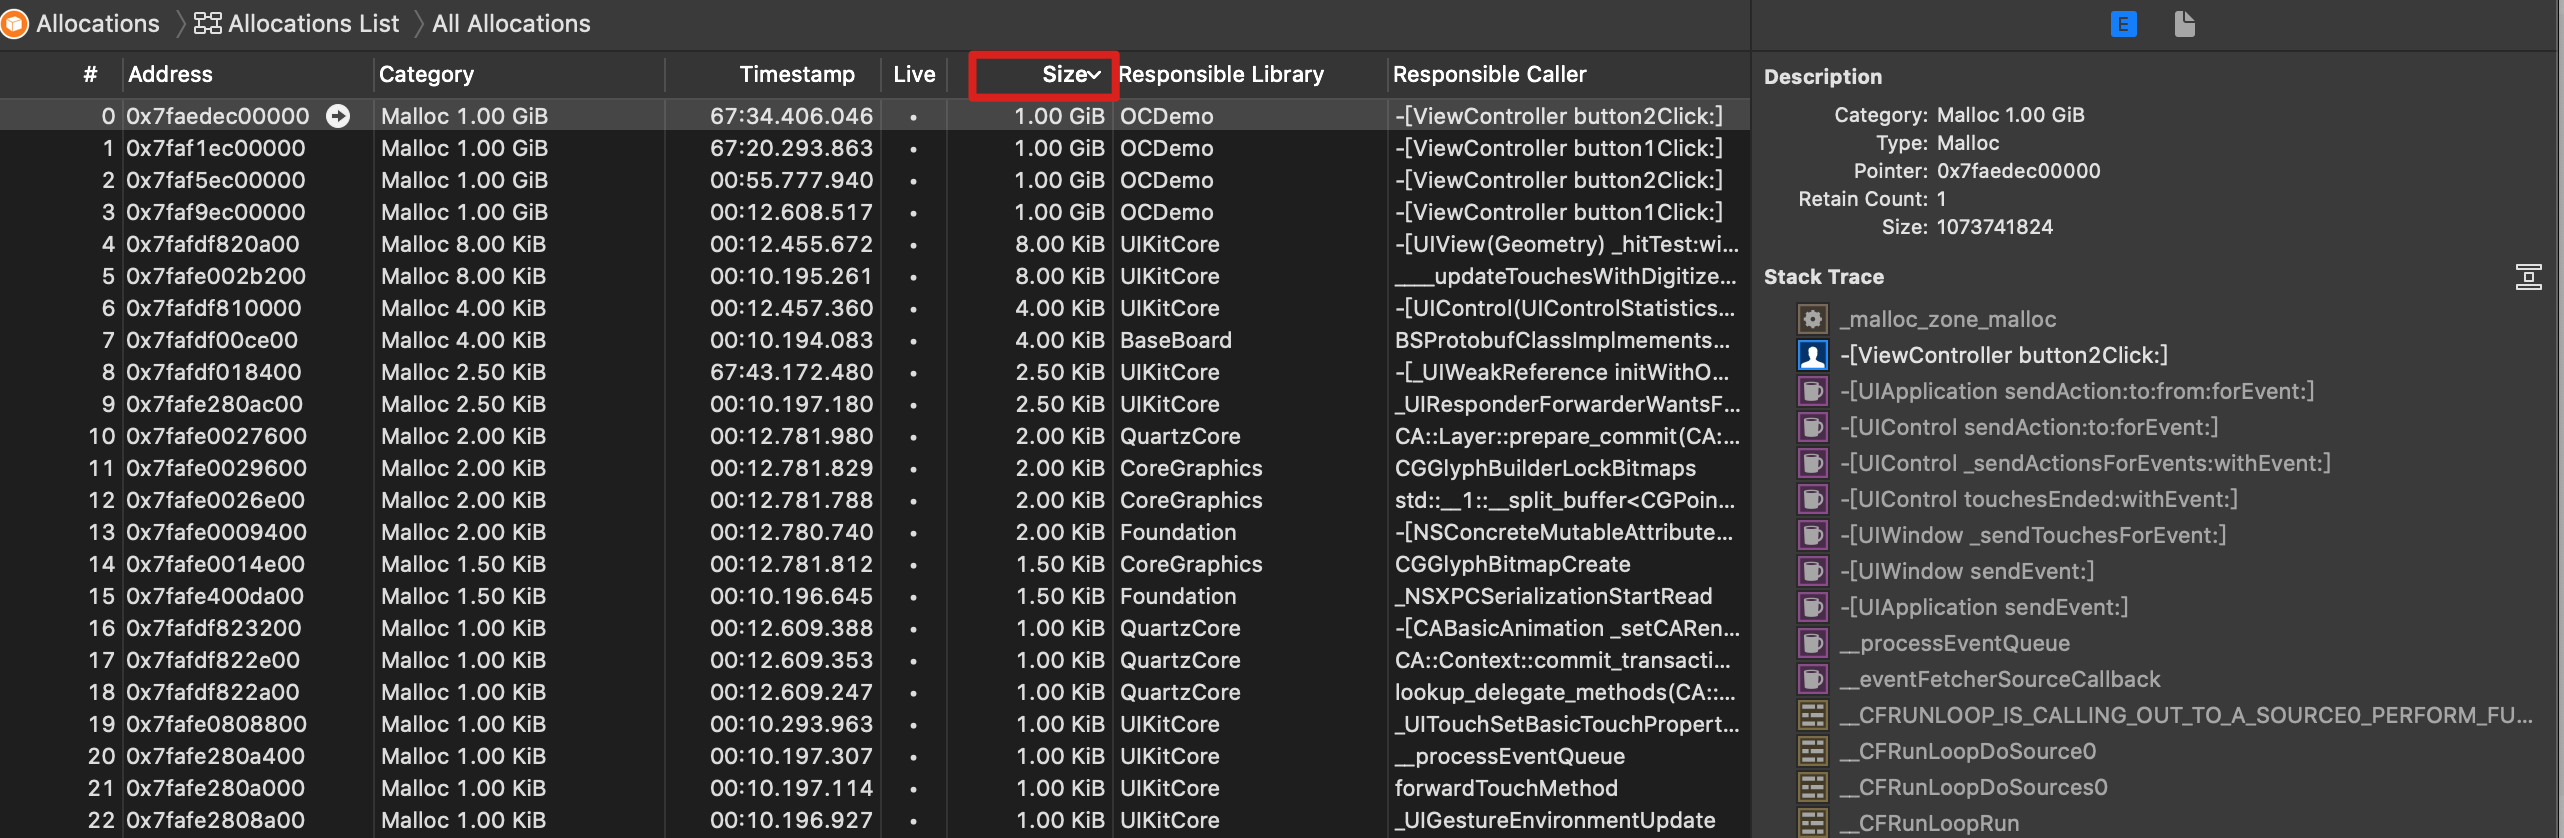 Allocations Allocations List All Allocations E
# Address Category Timestamp Live Size Responsible Library Responsible Caller
0 0x7faedec00000 Malloc 1.00 GiB 67:34.406.046 • 1.00 GiB OCDemo -[ViewController button2Click:]
1 0x7faf1ec00000 Malloc 1.00 GiB 67:20.293.863 • 1.00 GiB OCDemo -[ViewController button1Click:]
2 0x7faf5ec00000 Malloc 1.00 GiB 00:55.777.940 • 1.00 GiB OCDemo -[ViewController button2Click:]
3 0x7faf9ec00000 Malloc 1.00 GiB 00:12.608.517 • 1.00 GiB OCDemo -[ViewController button1Click:]
4 0x7fafdf820a00 Malloc 8.00 KiB 00:12.455.672 • 8.00 KiB UIKitCore -[UIView(Geometry) _hitTest:wi...
5 0x7fafe002b200 Malloc 8.00 KiB 00:10.195.261 • 8.00 KiB UIKitCore ____updateTouchesWithDigitize...
6 0x7fafdf810000 Malloc 4.00 KiB 00:12.457.360 • 4.00 KiB UIKitCore -[UIControl(UIControlStatistics...
7 0x7fafdf00ce00 Malloc 4.00 KiB 00:10.194.083 • 4.00 KiB BaseBoard BSProtobufClassImplmements...
8 0x7fafdf018400 Malloc 2.50 KiB 67:43.172.480 • 2.50 KiB UIKitCore -[_UIWeakReference initWithO...
9 0x7fafe280ac00 Malloc 2.50 KiB 00:10.197.180 • 2.50 KiB UIKitCore _UIResponderForwarderWantsF...
10 0x7fafe0027600 Malloc 2.00 KiB 00:12.781.980 • 2.00 KiB QuartzCore CA::Layer::prepare_commit(CA:...
11 0x7fafe0029600 Malloc 2.00 KiB 00:12.781.829 • 2.00 KiB CoreGraphics CGGlyphBuilderLockBitmaps
12 0x7fafe0026e00 Malloc 2.00 KiB 00:12.781.788 • 2.00 KiB CoreGraphics std::__1::__split_buffer<CGPoin...
13 0x7fafe0009400 Malloc 2.00 KiB 00:12.780.740 • 2.00 KiB Foundation -[NSConcreteMutableAttribute...
14 0x7fafe0014e00 Malloc 1.50 KiB 00:12.781.812 • 1.50 KiB CoreGraphics CGGlyphBitmapCreate
15 0x7fafe400da00 Malloc 1.50 KiB 00:10.196.645 • 1.50 KiB Foundation _NSXPCSerializationStartRead
16 0x7fafdf823200 Malloc 1.00 KiB 00:12.609.388 • 1.00 KiB QuartzCore -[CABasicAnimation _setCARen...
17 0x7fafdf822e00 Malloc 1.00 KiB 00:12.609.353 • 1.00 KiB QuartzCore CA::Context::commit_transacti...
18 0x7fafdf822a00 Malloc 1.00 KiB 00:12.609.247 • 1.00 KiB QuartzCore lookup_delegate_methods(CA::...
19 0x7fafe0808800 Malloc 1.00 KiB 00:10.293.963 • 1.00 KiB UIKitCore _UITouchSetBasicTouchPropert...
20 0x7fafe280a400 Malloc 1.00 KiB 00:10.197.307 • 1.00 KiB UIKitCore __processEventQueue
21 0x7fafe280a000 Malloc 1.00 KiB 00:10.197.114 • 1.00 KiB UIKitCore forwardTouchMethod
22 0x7fafe2808a00 Malloc 1.00 KiB 00:10.196.927 • 1.00 KiB UIKitCore _UIGestureEnvironmentUpdate
Description
Category: Malloc 1.00 GiB
Type: Malloc
Pointer: 0x7faedec00000
Retain Count: 1
Size: 1073741824
Stack Trace
_malloc_zone_malloc
-[ViewController button2Click:]
-[UIApplication sendAction:to:from:forEvent:]
-[UIControl sendAction:to:forEvent:]
-[UIControl _sendActionsForEvents:withEvent:]
-[UIControl touchesEnded:withEvent:]
-[UIWindow _sendTouchesForEvent:]
-[UIWindow sendEvent:]
-[UIApplication sendEvent:]
__processEventQueue
__eventFetcherSourceCallback
__CFRUNLOOP_IS_CALLING_OUT_TO_A_SOURCE0_PERFORM_FU...
__CFRunLoopDoSource0
__CFRunLoopDoSources0
__CFRunLoopRun